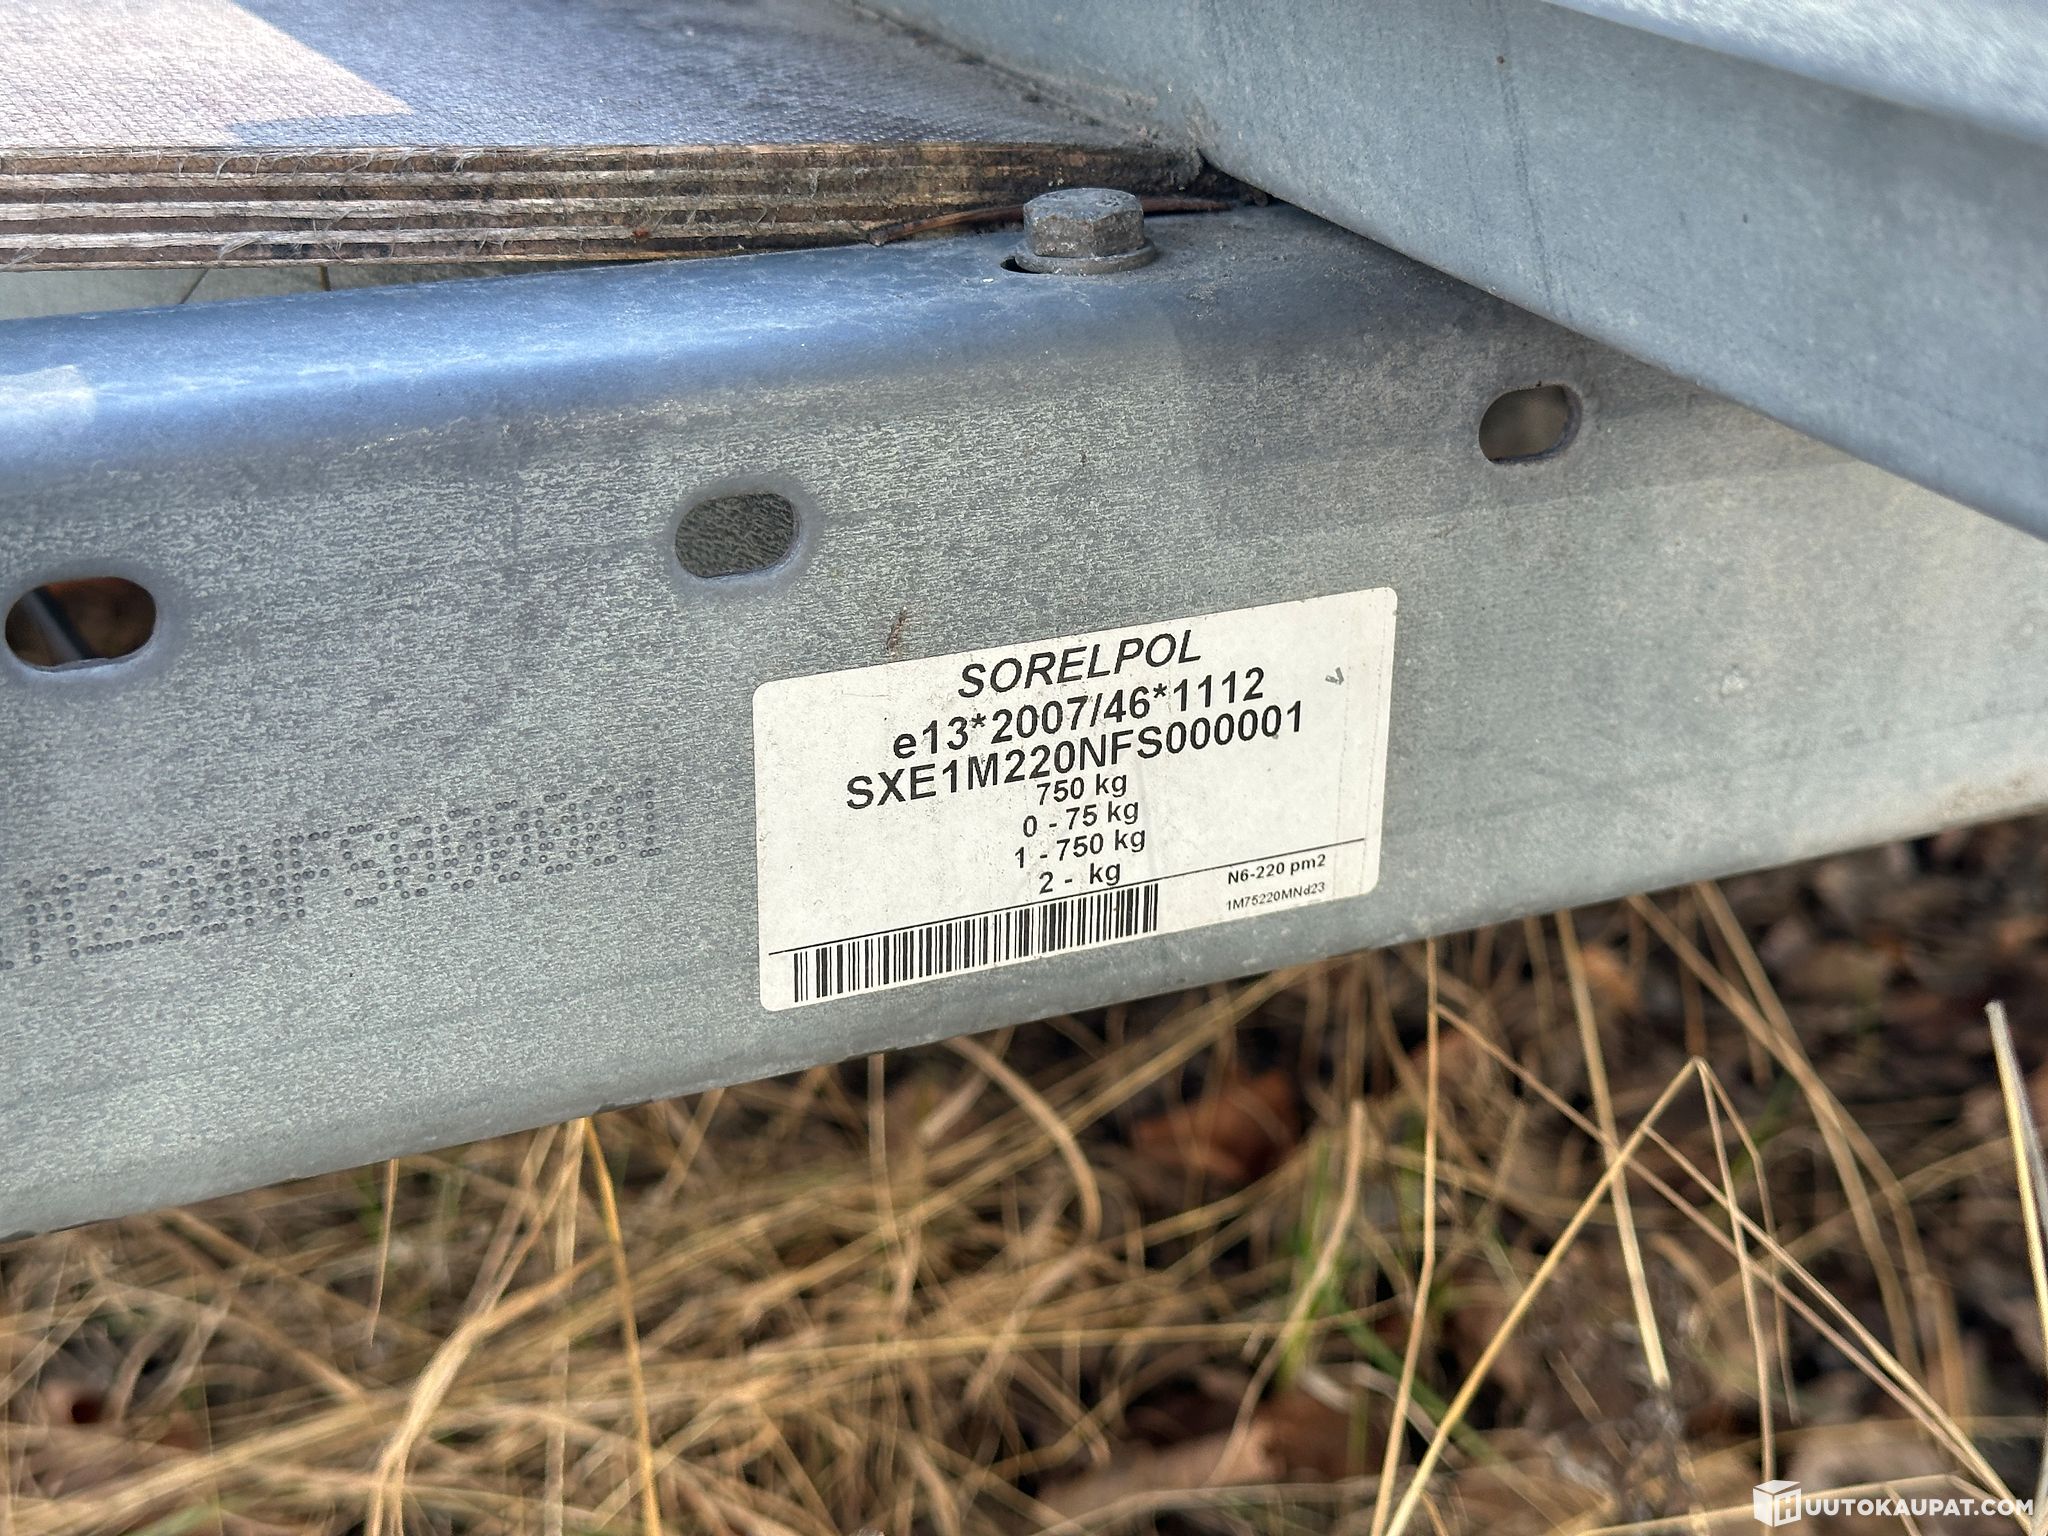 SORELPOL
e13*2007/46*1112
SXE1M220NFS000001
750 kg
0 - 75 kg
1 - 750 kg
2 - kg
N6-220 pm2
1M75220MNd23
1M220NFS000001
HUUTOKAUPAT.COM